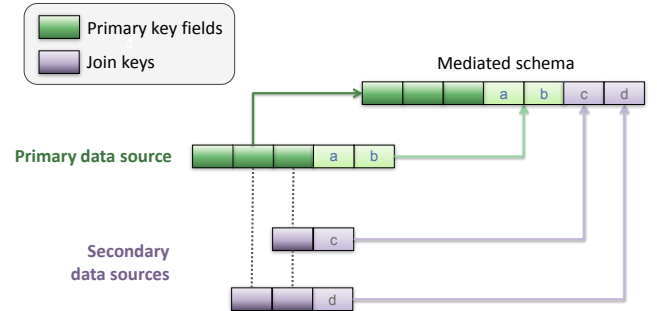 Primary key fields
Join keys
Mediated schema
a b c d
Primary data source
a b
c
Secondary
data sources
d